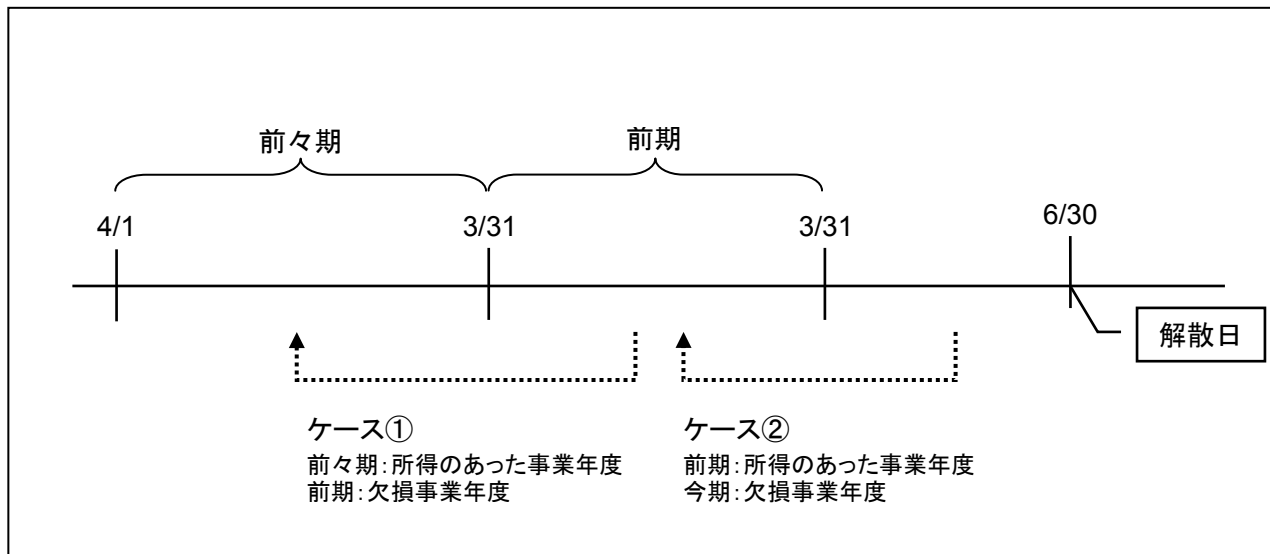 前々期
前期
4/1
3/31
3/31
6/30
解散日
ケース①
前々期：所得のあった事業年度
前期：欠損事業年度
ケース②
前期：所得のあった事業年度
今期：欠損事業年度